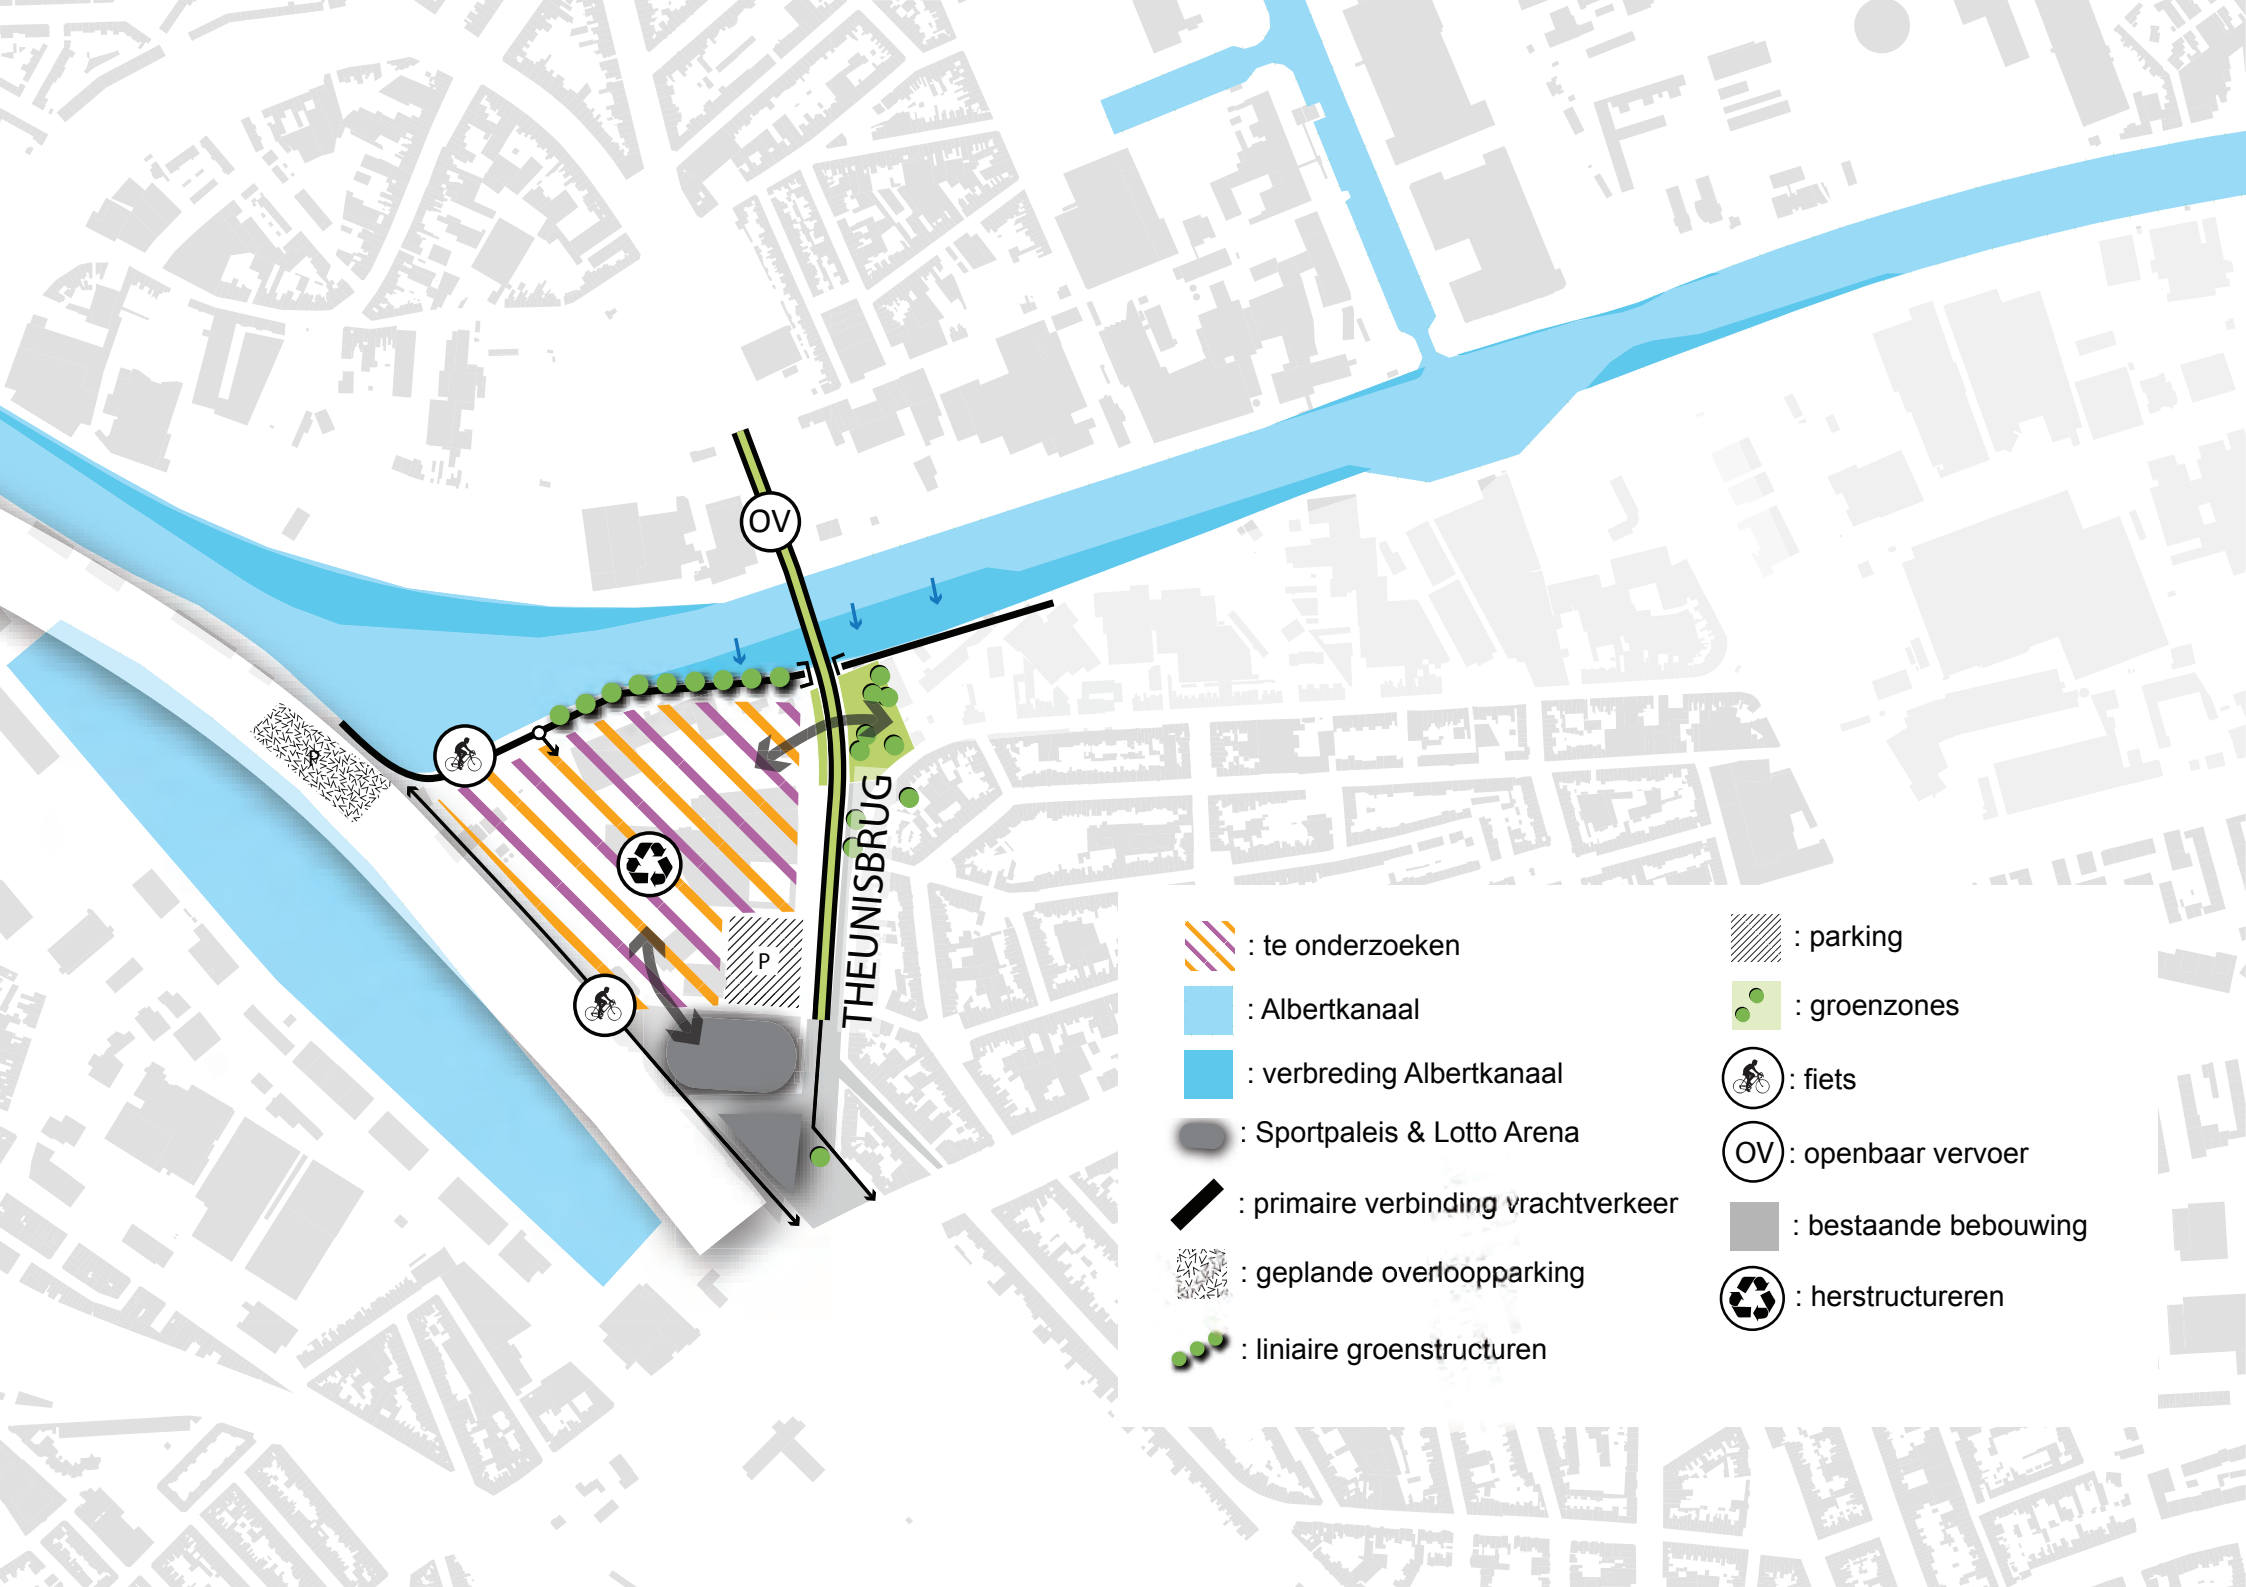 OV
P
P
THEUNISBRUG
: te onderzoeken
: Albertkanaal
: verbreding Albertkanaal
: Sportpaleis & Lotto Arena
: primaire verbinding vrachtverkeer
: geplande overloopparking
: liniaire groenstructuren
: parking
: groenzones
: fiets
OV : openbaar vervoer
: bestaande bebouwing
: herstructureren